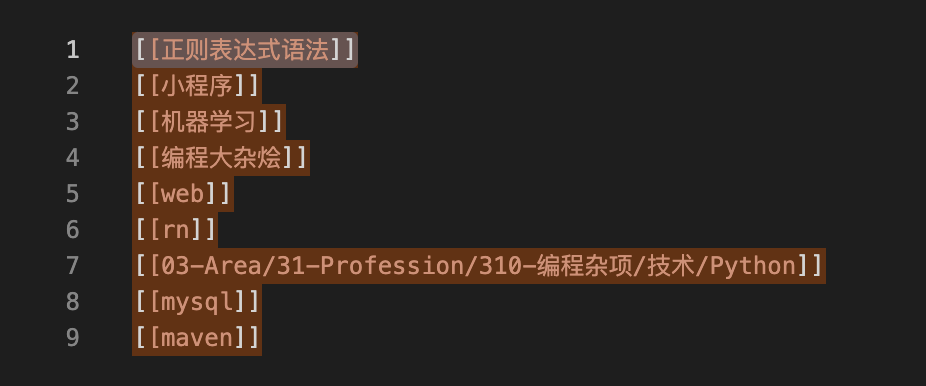 1 [[正则表达式语法]]
2 [[小程序]]
3 [[机器学习]]
4 [[编程大杂烩]]
5 [[web]]
6 [[rn]]
7 [[03-Area/31-Profession/310-编程杂项/技术/Python]]
8 [[mysql]]
9 [[maven]]